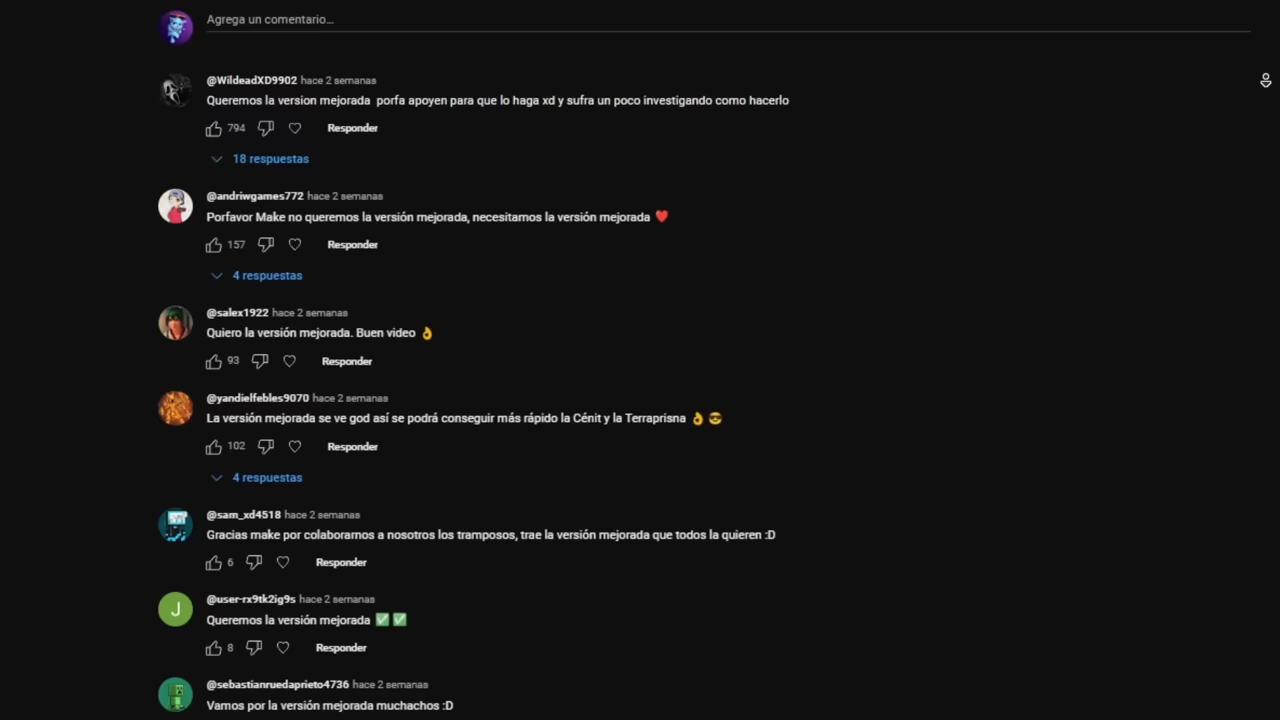 Agrega un comentario...
@WildeadXD9902 hace 2 semanas
Queremos la version mejorada porfa apoyen para que lo haga xd y sufra un poco investigando como hacerlo
794 Responder
18 respuestas
@andriwgames772 hace 2 semanas
Porfavor Make no queremos la versión mejorada, necesitamos la versión mejorada ❤️
157 Responder
4 respuestas
@salex1922 hace 2 semanas
Quiero la versión mejorada. Buen video 👌
93 Responder
@yandielfebles9070 hace 2 semanas
La versión mejorada se ve god así se podrá conseguir más rápido la Cénit y la Terraprisna 👌 😎
102 Responder
4 respuestas
@sam_xd4518 hace 2 semanas
Gracias make por colaboramos a nosotros los tramposos, trae la versión mejorada que todos la quieren :D
6 Responder
J
@user-rx9tk2ig9s hace 2 semanas
Queremos la versión mejorada ✅ ✅
8 Responder
@sebastianruedaprieto4736 hace 2 semanas
Vamos por la versión mejorada muchachos :D